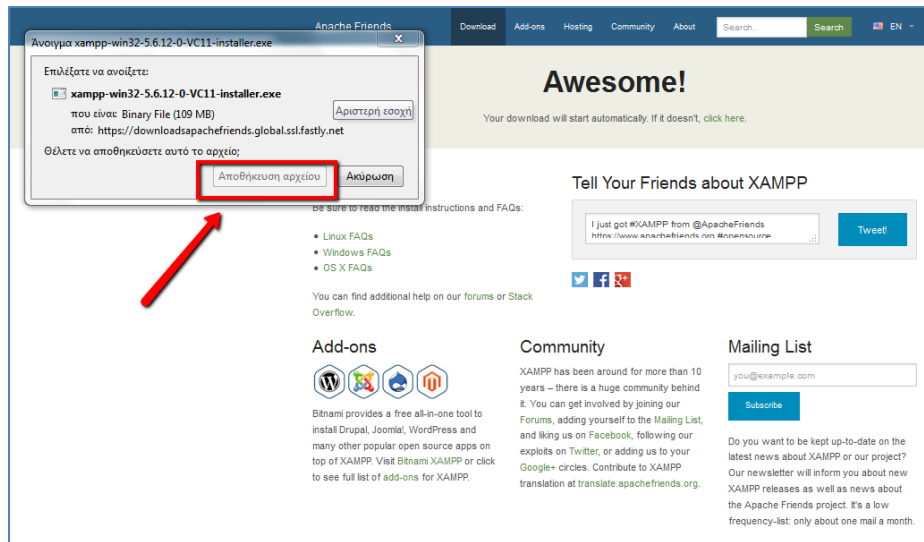 Apache Friends
Download
Add-ons
Hosting
Community
About
Search..
Search
EN
Άνοιγμα xampp-win32-5.6.12-0-VC11-installer.exe
x
Επιλέξατε να ανοίξετε:
xampp-win32-5.6.12-0-VC11-installer.exe
που είναι: Binary File (109 MB)
Αριστερή εσοχή
από: https://downloadsapachefriends.global.ssl.fastly.net
Θέλετε να αποθηκεύσετε αυτό το αρχείο;
Αποθήκευση αρχείου
Ακύρωση
Awesome!
Your download will start automatically. If it doesn't, click here.
Be sure to read the install instructions and FAQs:
Linux FAQs
Windows FAQs
OS X FAQs
You can find additional help on our forums or Stack
Overflow.
Tell Your Friends about XAMPP
I just got #XAMPP from @ApacheFriends
https://www.apachefriends.org #opensource
Tweet!
Add-ons
Bitnami provides a free all-in-one tool to
install Drupal, Joomla!, WordPress and
many other popular open source apps on
top of XAMPP. Visit Bitnami XAMPP or click
to see full list of add-ons for XAMPP.
Community
XAMPP has been around for more than 10
years – there is a huge community behind
it. You can get involved by joining our
Forums, adding yourself to the Mailing List,
and liking us on Facebook, following our
exploits on Twitter, or adding us to your
Google+ circles. Contribute to XAMPP
translation at translate.apachefriends.org.
Mailing List
you@example.com
Subscribe
Do you want to be kept up-to-date on the
latest news about XAMPP or our project?
Our newsletter will inform you about new
XAMPP releases as well as news about
the Apache Friends project. It's a low
frequency-list: only about one mail a month.